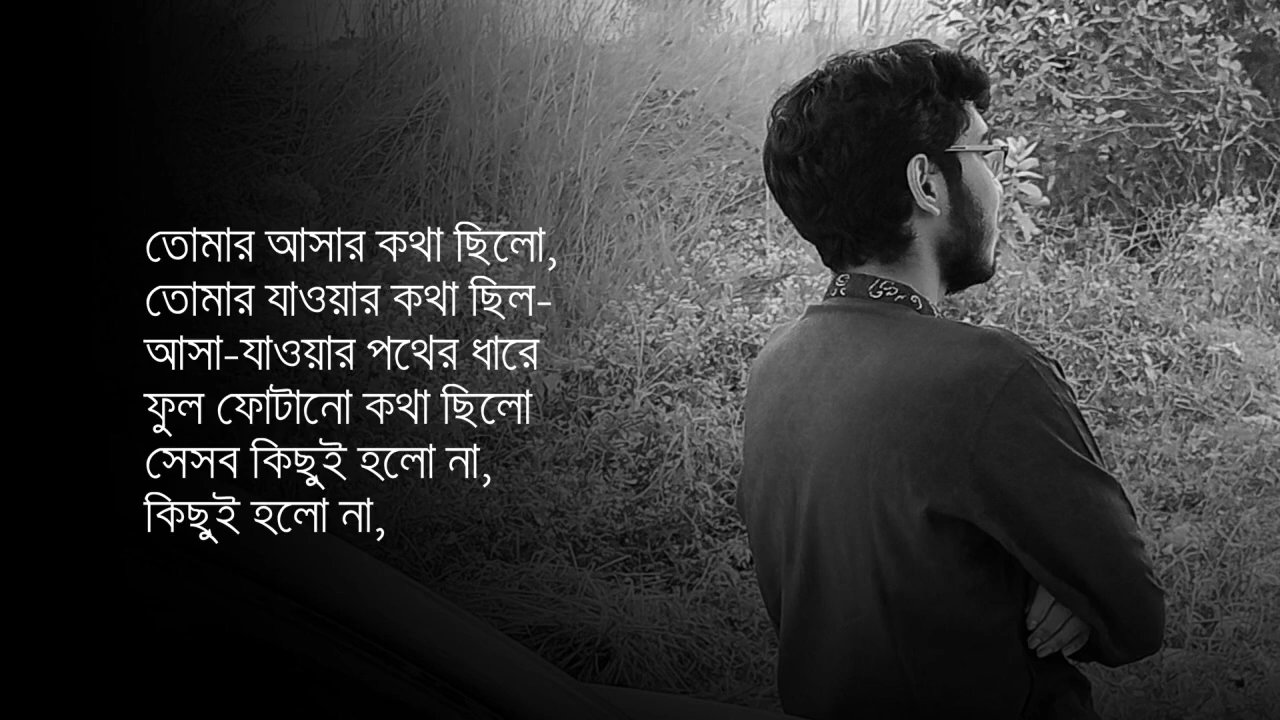 তোমার আসার কথা ছিলো,
তোমার যাওয়ার কথা ছিল-
আসা-যাওয়ার পথের ধারে
ফুল ফোটানো কথা ছিলো
সেসব কিছুই হলো না,
কিছুই হলো না,